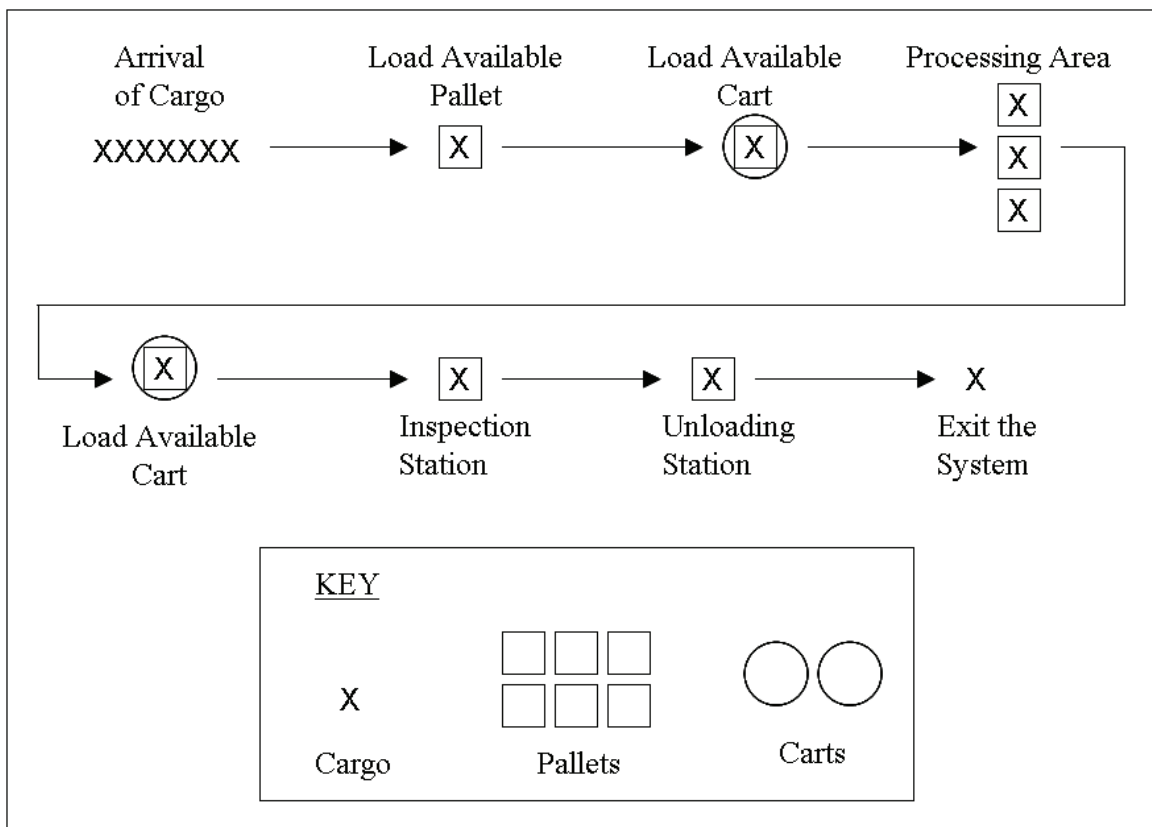 Arrival
of Cargo
XXXXXXX
Load Available
Pallet
X
Load Available
Cart
X
Processing Area
X
X
X
X
Load Available
Cart
X
Inspection
Station
X
Unloading
Station
X
Exit the
System
KEY
X
Cargo
Pallets
Carts